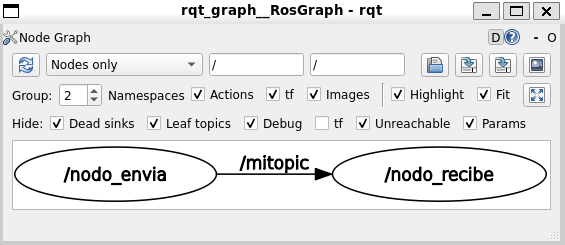 rqt_graph__RosGraph - rqt
Node Graph D ? - O
Nodes only / /
Group: 2 Namespaces Actions tf Images Highlight Fit
Hide: Dead sinks Leaf topics Debug tf Unreachable Params
/nodo_envia /mitopic /nodo_recibe